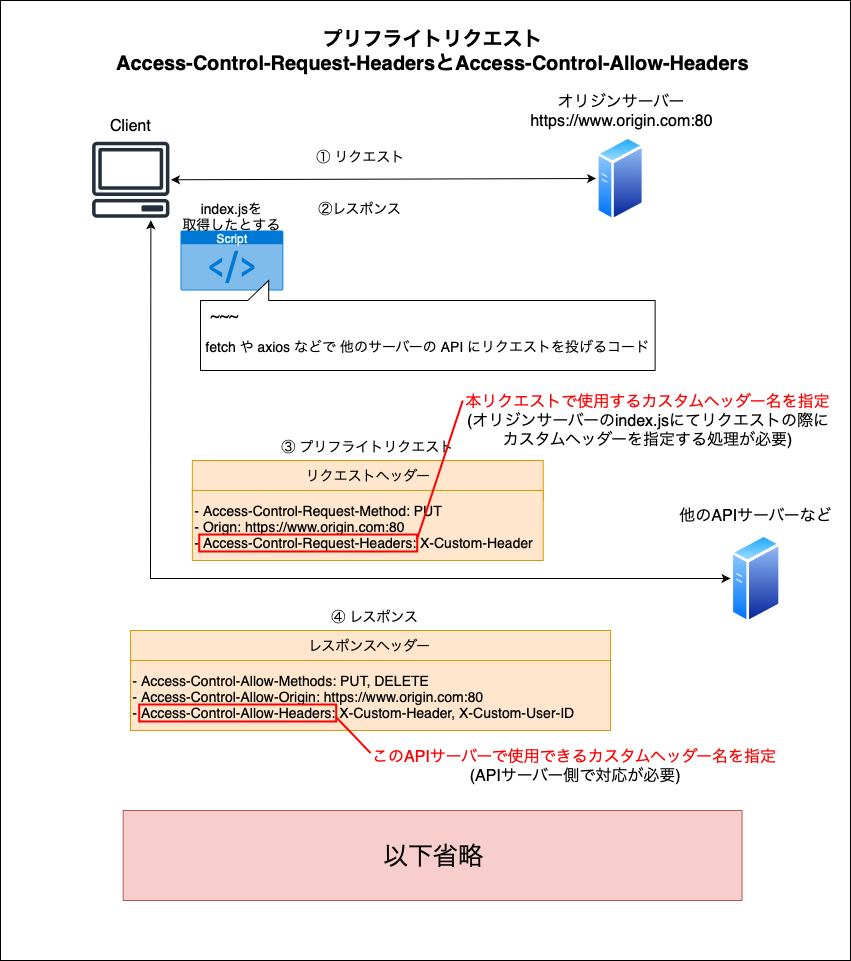 プリフライトリクエスト
Access-Control-Request-HeadersとAccess-Control-Allow-Headers
オリジンサーバー
https://www.origin.com:80
Client
① リクエスト
②レスポンス
index.jsを
取得したとする
Script
</>
~~~
fetch や axios などで 他のサーバーの API にリクエストを投げるコード
本リクエストで使用するカスタムヘッダー名を指定
(オリジンサーバーのindex.jsにてリクエストの際に
カスタムヘッダーを指定する処理が必要)
③ プリフライトリクエスト
リクエストヘッダー
- Access-Control-Request-Method: PUT
- Orign: https://www.origin.com:80
- Access-Control-Request-Headers: X-Custom-Header
他のAPIサーバーなど
④ レスポンス
レスポンスヘッダー
- Access-Control-Allow-Methods: PUT, DELETE
- Access-Control-Allow-Origin: https://www.origin.com:80
- Access-Control-Allow-Headers: X-Custom-Header, X-Custom-User-ID
このAPIサーバーで使用できるカスタムヘッダー名を指定
(APIサーバー側で対応が必要)
以下省略